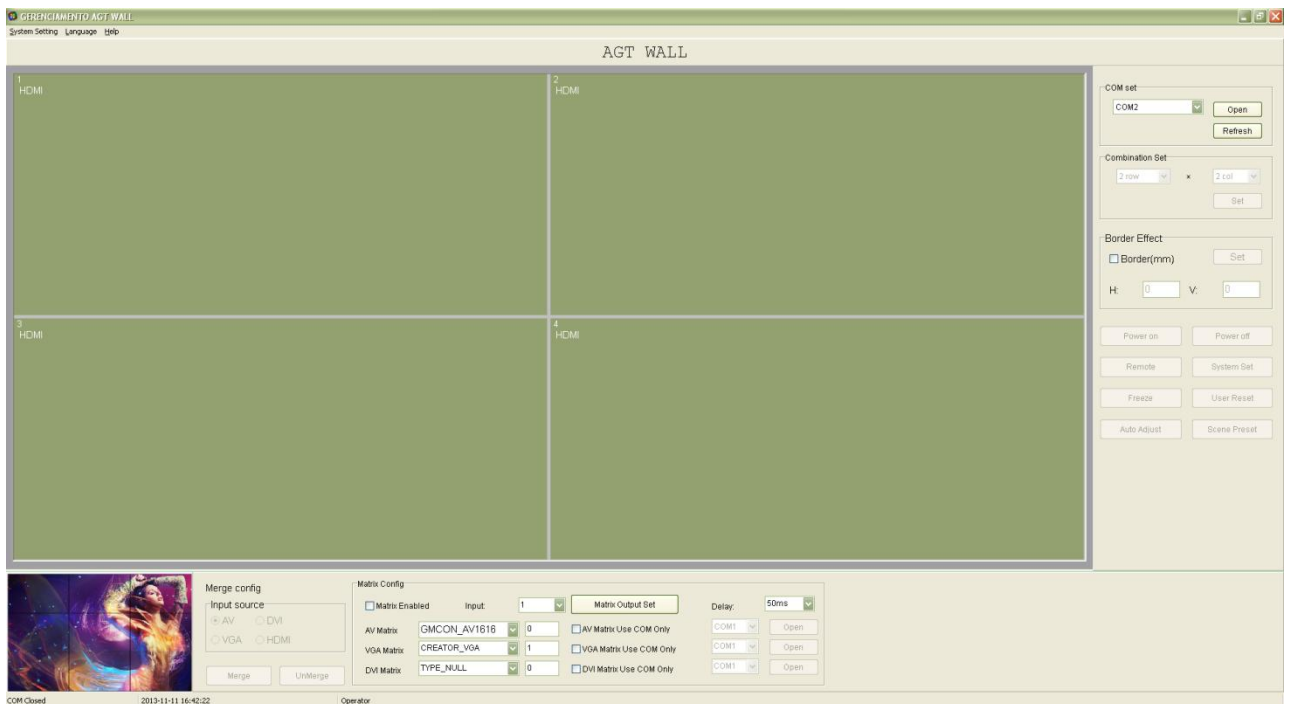 GERENCIAMENTO AGT WALL
System Setting Language Help
AGT WALL
1
HDMI
2
HDMI
3
HDMI
4
HDMI
COM set
COM2 Open
Refresh
Combination Set
2 row × 2 col
Set
Border Effect
Border(mm) Set
H: 0 V: 0
Power on Power off
Remote System Set
Freeze User Reset
Auto Adjust Scene Preset
Merge config
Input source
AV DVI
VGA HDMI
Merge UnMerge
Matrix Config
Matrix Enabled Input: 1 Matrix Output Set Delay: 50ms
AV Matrix GMCON_AV1616 0 AV Matrix Use COM Only COM1 Open
VGA Matrix CREATOR_VGA 1 VGA Matrix Use COM Only COM1 Open
DVI Matrix TYPE_NULL 0 DVI Matrix Use COM Only COM1 Open
COM Closed 2013-11-11 16:42:22 Operator